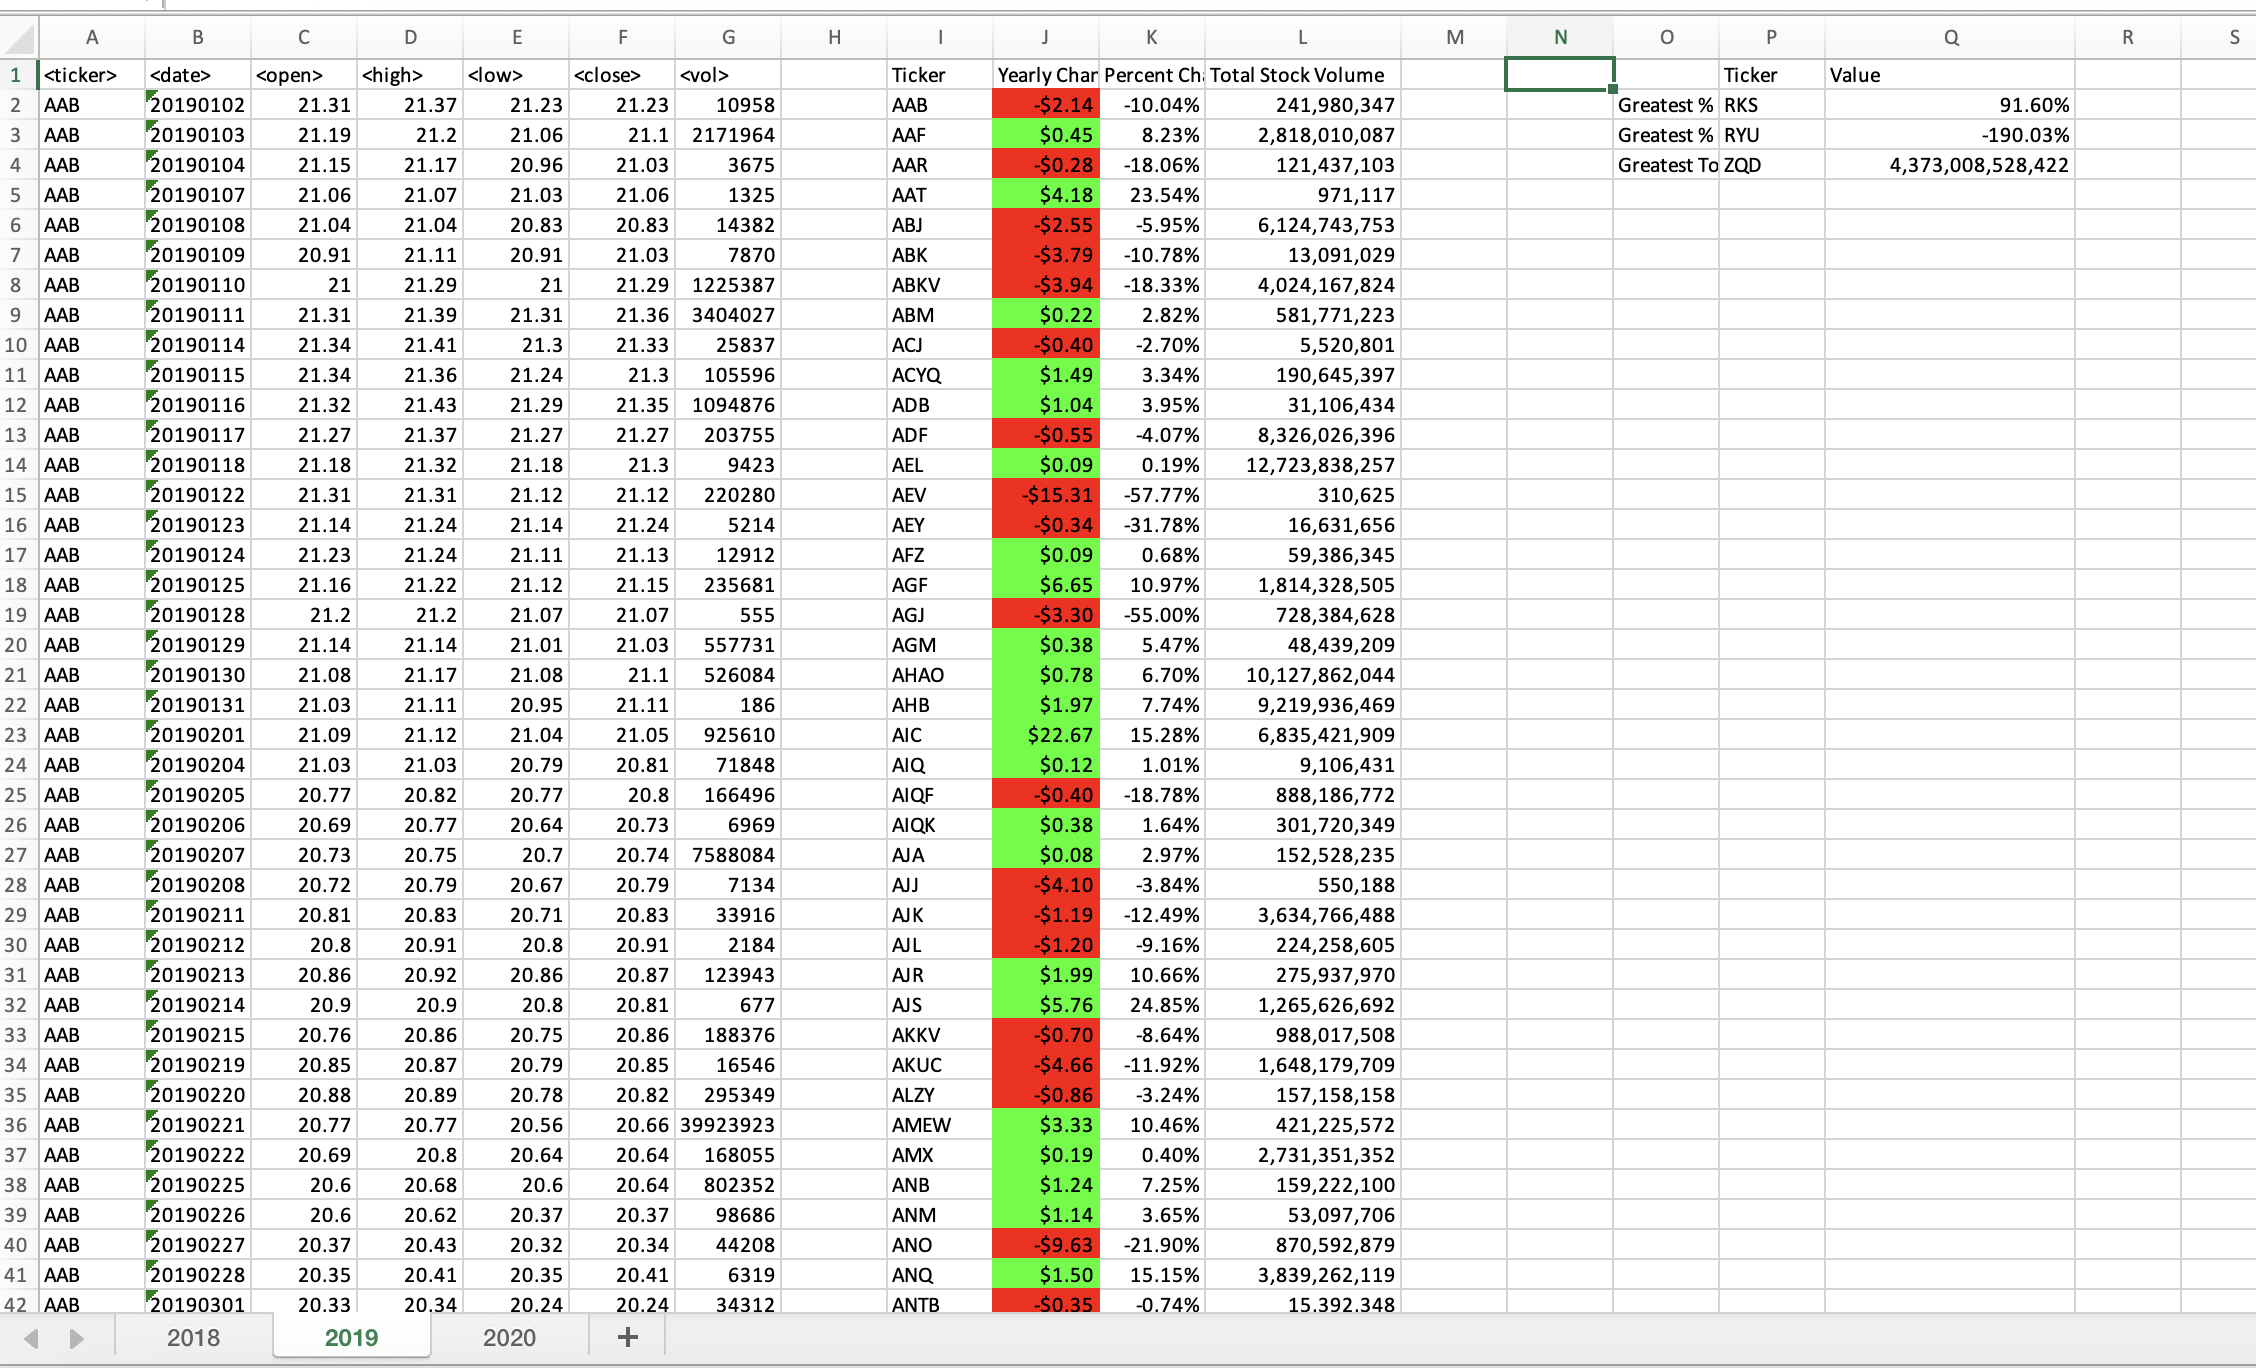 A B C D E F G H I J K L M N O P Q R S
1 <ticker> <date> <open> <high> <low> <close> <vol> Ticker Yearly Chan Percent Cha Total Stock Volume Ticker Value
2 AAB 20190102 21.31 21.37 21.23 21.23 10958 AAB -$2.14 -10.04% 241,980,347 Greatest % RKS 91.60%
3 AAB 20190103 21.19 21.2 21.06 21.1 2171964 AAF $0.45 8.23% 2,818,010,087 Greatest % RYU -190.03%
4 AAB 20190104 21.15 21.17 20.96 21.03 3675 AAR -$0.28 -18.06% 121,437,103 Greatest To ZQD 4,373,008,528,422
5 AAB 20190107 21.06 21.07 21.03 21.06 1325 AAT $4.18 23.54% 971,117
6 AAB 20190108 21.04 21.04 20.83 20.83 14382 ABJ -$2.55 -5.95% 6,124,743,753
7 AAB 20190109 20.91 21.11 20.91 21.03 7870 ABK -$3.79 -10.78% 13,091,029
8 AAB 20190110 21 21.29 21 21.29 1225387 ABKV -$3.94 -18.33% 4,024,167,824
9 AAB 20190111 21.31 21.39 21.31 21.36 3404027 ABM $0.22 2.82% 581,771,223
10 AAB 20190114 21.34 21.41 21.3 21.33 25837 ACJ -$0.40 -2.70% 5,520,801
11 AAB 20190115 21.34 21.36 21.24 21.3 105596 ACYQ $1.49 3.34% 190,645,397
12 AAB 20190116 21.32 21.43 21.29 21.35 1094876 ADB $1.04 3.95% 31,106,434
13 AAB 20190117 21.27 21.37 21.27 21.27 203755 ADF -$0.55 -4.07% 8,326,026,396
14 AAB 20190118 21.18 21.32 21.18 21.3 9423 AEL $0.09 0.19% 12,723,838,257
15 AAB 20190122 21.31 21.31 21.12 21.12 220280 AEV -$15.31 -57.77% 310,625
16 AAB 20190123 21.14 21.24 21.14 21.24 5214 AEY -$0.34 -31.78% 16,631,656
17 AAB 20190124 21.23 21.24 21.11 21.13 12912 AFZ $0.09 0.68% 59,386,345
18 AAB 20190125 21.16 21.22 21.12 21.15 235681 AGF $6.65 10.97% 1,814,328,505
19 AAB 20190128 21.2 21.2 21.07 21.07 555 AGJ -$3.30 -55.00% 728,384,628
20 AAB 20190129 21.14 21.14 21.01 21.03 557731 AGM $0.38 5.47% 48,439,209
21 AAB 20190130 21.08 21.17 21.08 21.1 526084 AHAO $0.78 6.70% 10,127,862,044
22 AAB 20190131 21.03 21.11 20.95 21.11 186 AHB $1.97 7.74% 9,219,936,469
23 AAB 20190201 21.09 21.12 21.04 21.05 925610 AIC $22.67 15.28% 6,835,421,909
24 AAB 20190204 21.03 21.03 20.79 20.81 71848 AIQ $0.12 1.01% 9,106,431
25 AAB 20190205 20.77 20.82 20.77 20.8 166496 AIQF -$0.40 -18.78% 888,186,772
26 AAB 20190206 20.69 20.77 20.64 20.73 6969 AIQK $0.38 1.64% 301,720,349
27 AAB 20190207 20.73 20.75 20.7 20.74 7588084 AJA $0.08 2.97% 152,528,235
28 AAB 20190208 20.72 20.79 20.67 20.79 7134 AJJ -$4.10 -3.84% 550,188
29 AAB 20190211 20.81 20.83 20.71 20.83 33916 AJK -$1.19 -12.49% 3,634,766,488
30 AAB 20190212 20.8 20.91 20.8 20.91 2184 AJL -$1.20 -9.16% 224,258,605
31 AAB 20190213 20.86 20.92 20.86 20.87 123943 AJR $1.99 10.66% 275,937,970
32 AAB 20190214 20.9 20.9 20.8 20.81 677 AJS $5.76 24.85% 1,265,626,692
33 AAB 20190215 20.76 20.86 20.75 20.86 188376 AKKV -$0.70 -8.64% 988,017,508
34 AAB 20190219 20.85 20.87 20.79 20.85 16546 AKUC -$4.66 -11.92% 1,648,179,709
35 AAB 20190220 20.88 20.89 20.78 20.82 295349 ALZY -$0.86 -3.24% 157,158,158
36 AAB 20190221 20.77 20.77 20.56 20.66 39923923 AMEW $3.33 10.46% 421,225,572
37 AAB 20190222 20.69 20.8 20.64 20.64 168055 AMX $0.19 0.40% 2,731,351,352
38 AAB 20190225 20.6 20.68 20.6 20.64 802352 ANB $1.24 7.25% 159,222,100
39 AAB 20190226 20.6 20.62 20.37 20.37 98686 ANM $1.14 3.65% 53,097,706
40 AAB 20190227 20.37 20.43 20.32 20.34 44208 ANO -$9.63 -21.90% 870,592,879
41 AAB 20190228 20.35 20.41 20.35 20.41 6319 ANQ $1.50 15.15% 3,839,262,119
42 AAB 20190301 20.33 20.34 20.24 20.24 34312 ANTB -$0.35 -0.74% 15,392,348
2018 2019 2020 +